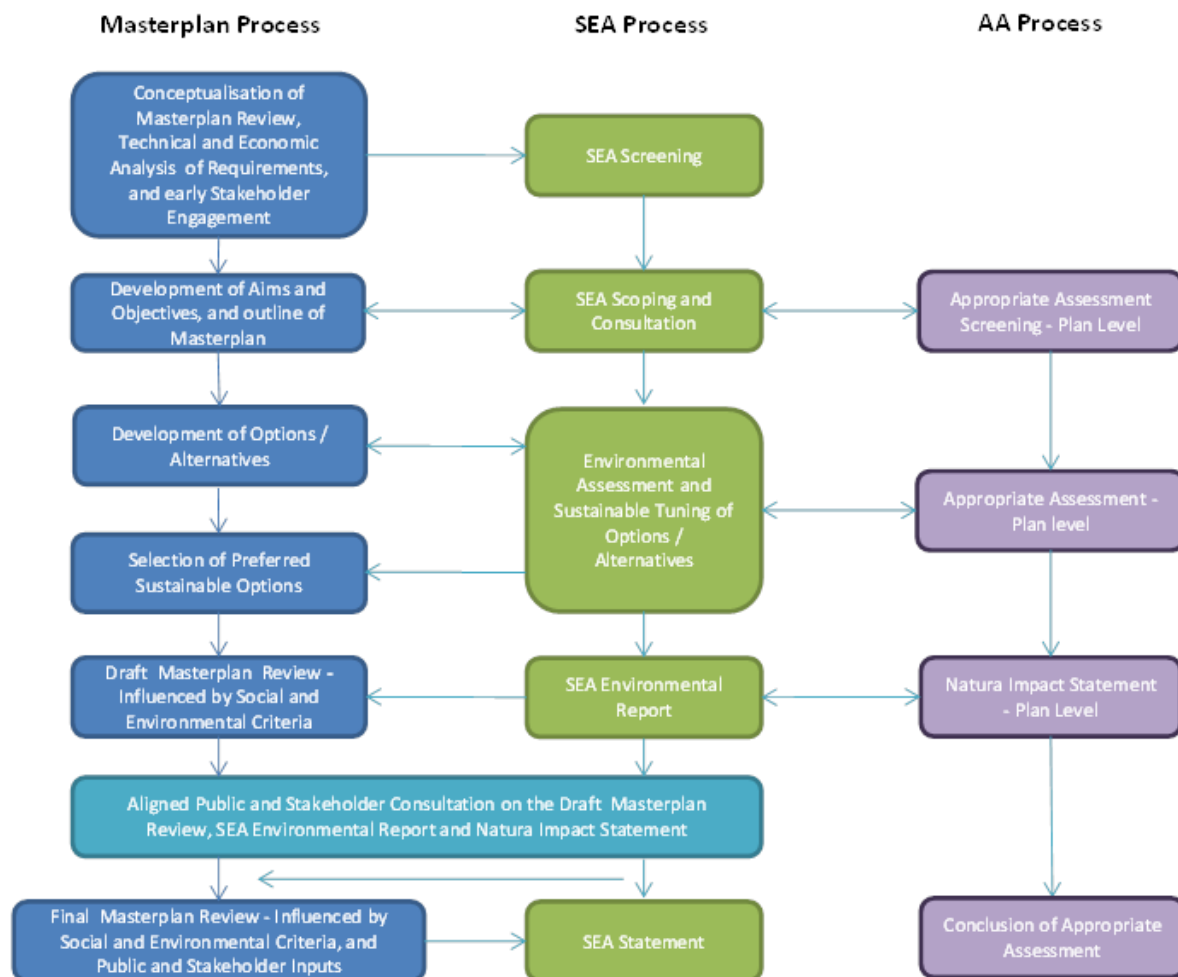 Masterplan Process
SEA Process
AA Process
Conceptualisation of
Masterplan Review,
Technical and Economic
Analysis of Requirements,
and early Stakeholder
Engagement
SEA Screening
Development of Aims and
Objectives, and outline of
Masterplan
SEA Scoping and
Consultation
Appropriate Assessment
Screening - Plan Level
Development of Options /
Alternatives
Environmental
Assessment and
Sustainable Tuning of
Options /
Alternatives
Appropriate Assessment -
Plan level
Selection of Preferred
Sustainable Options
Draft Masterplan Review -
Influenced by Social and
Environmental Criteria
SEA Environmental
Report
Natura Impact Statement
- Plan Level
Aligned Public and Stakeholder Consultation on the Draft Masterplan
Review, SEA Environmental Report and Natura Impact Statement
Final Masterplan Review - Influenced by
Social and Environmental Criteria, and
Public and Stakeholder Inputs
SEA Statement
Conclusion of Appropriate
Assessment